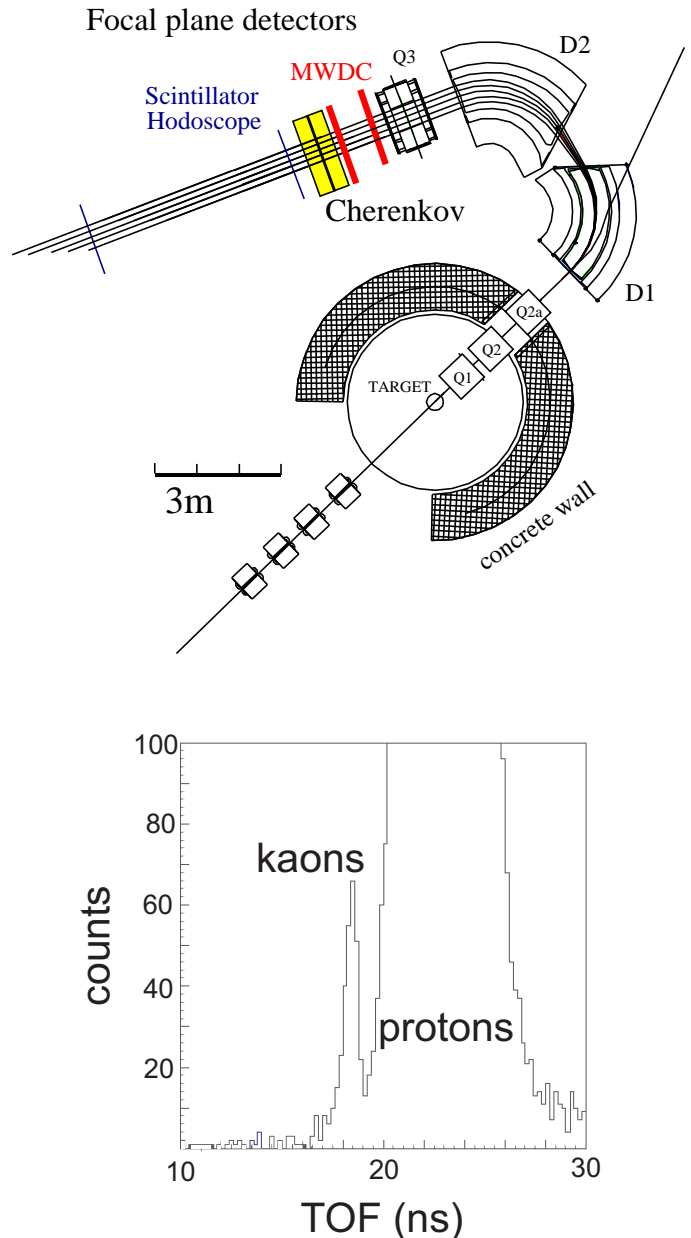 Focal plane detectors
D2
Q3
MWDC
Scintillator
Hodoscope
Cherenkov
D1
Q2a
Q2
Q1
TARGET
3m
concrete wall
100
80
60
40
20
counts
kaons
protons
10
20
30
TOF (ns)